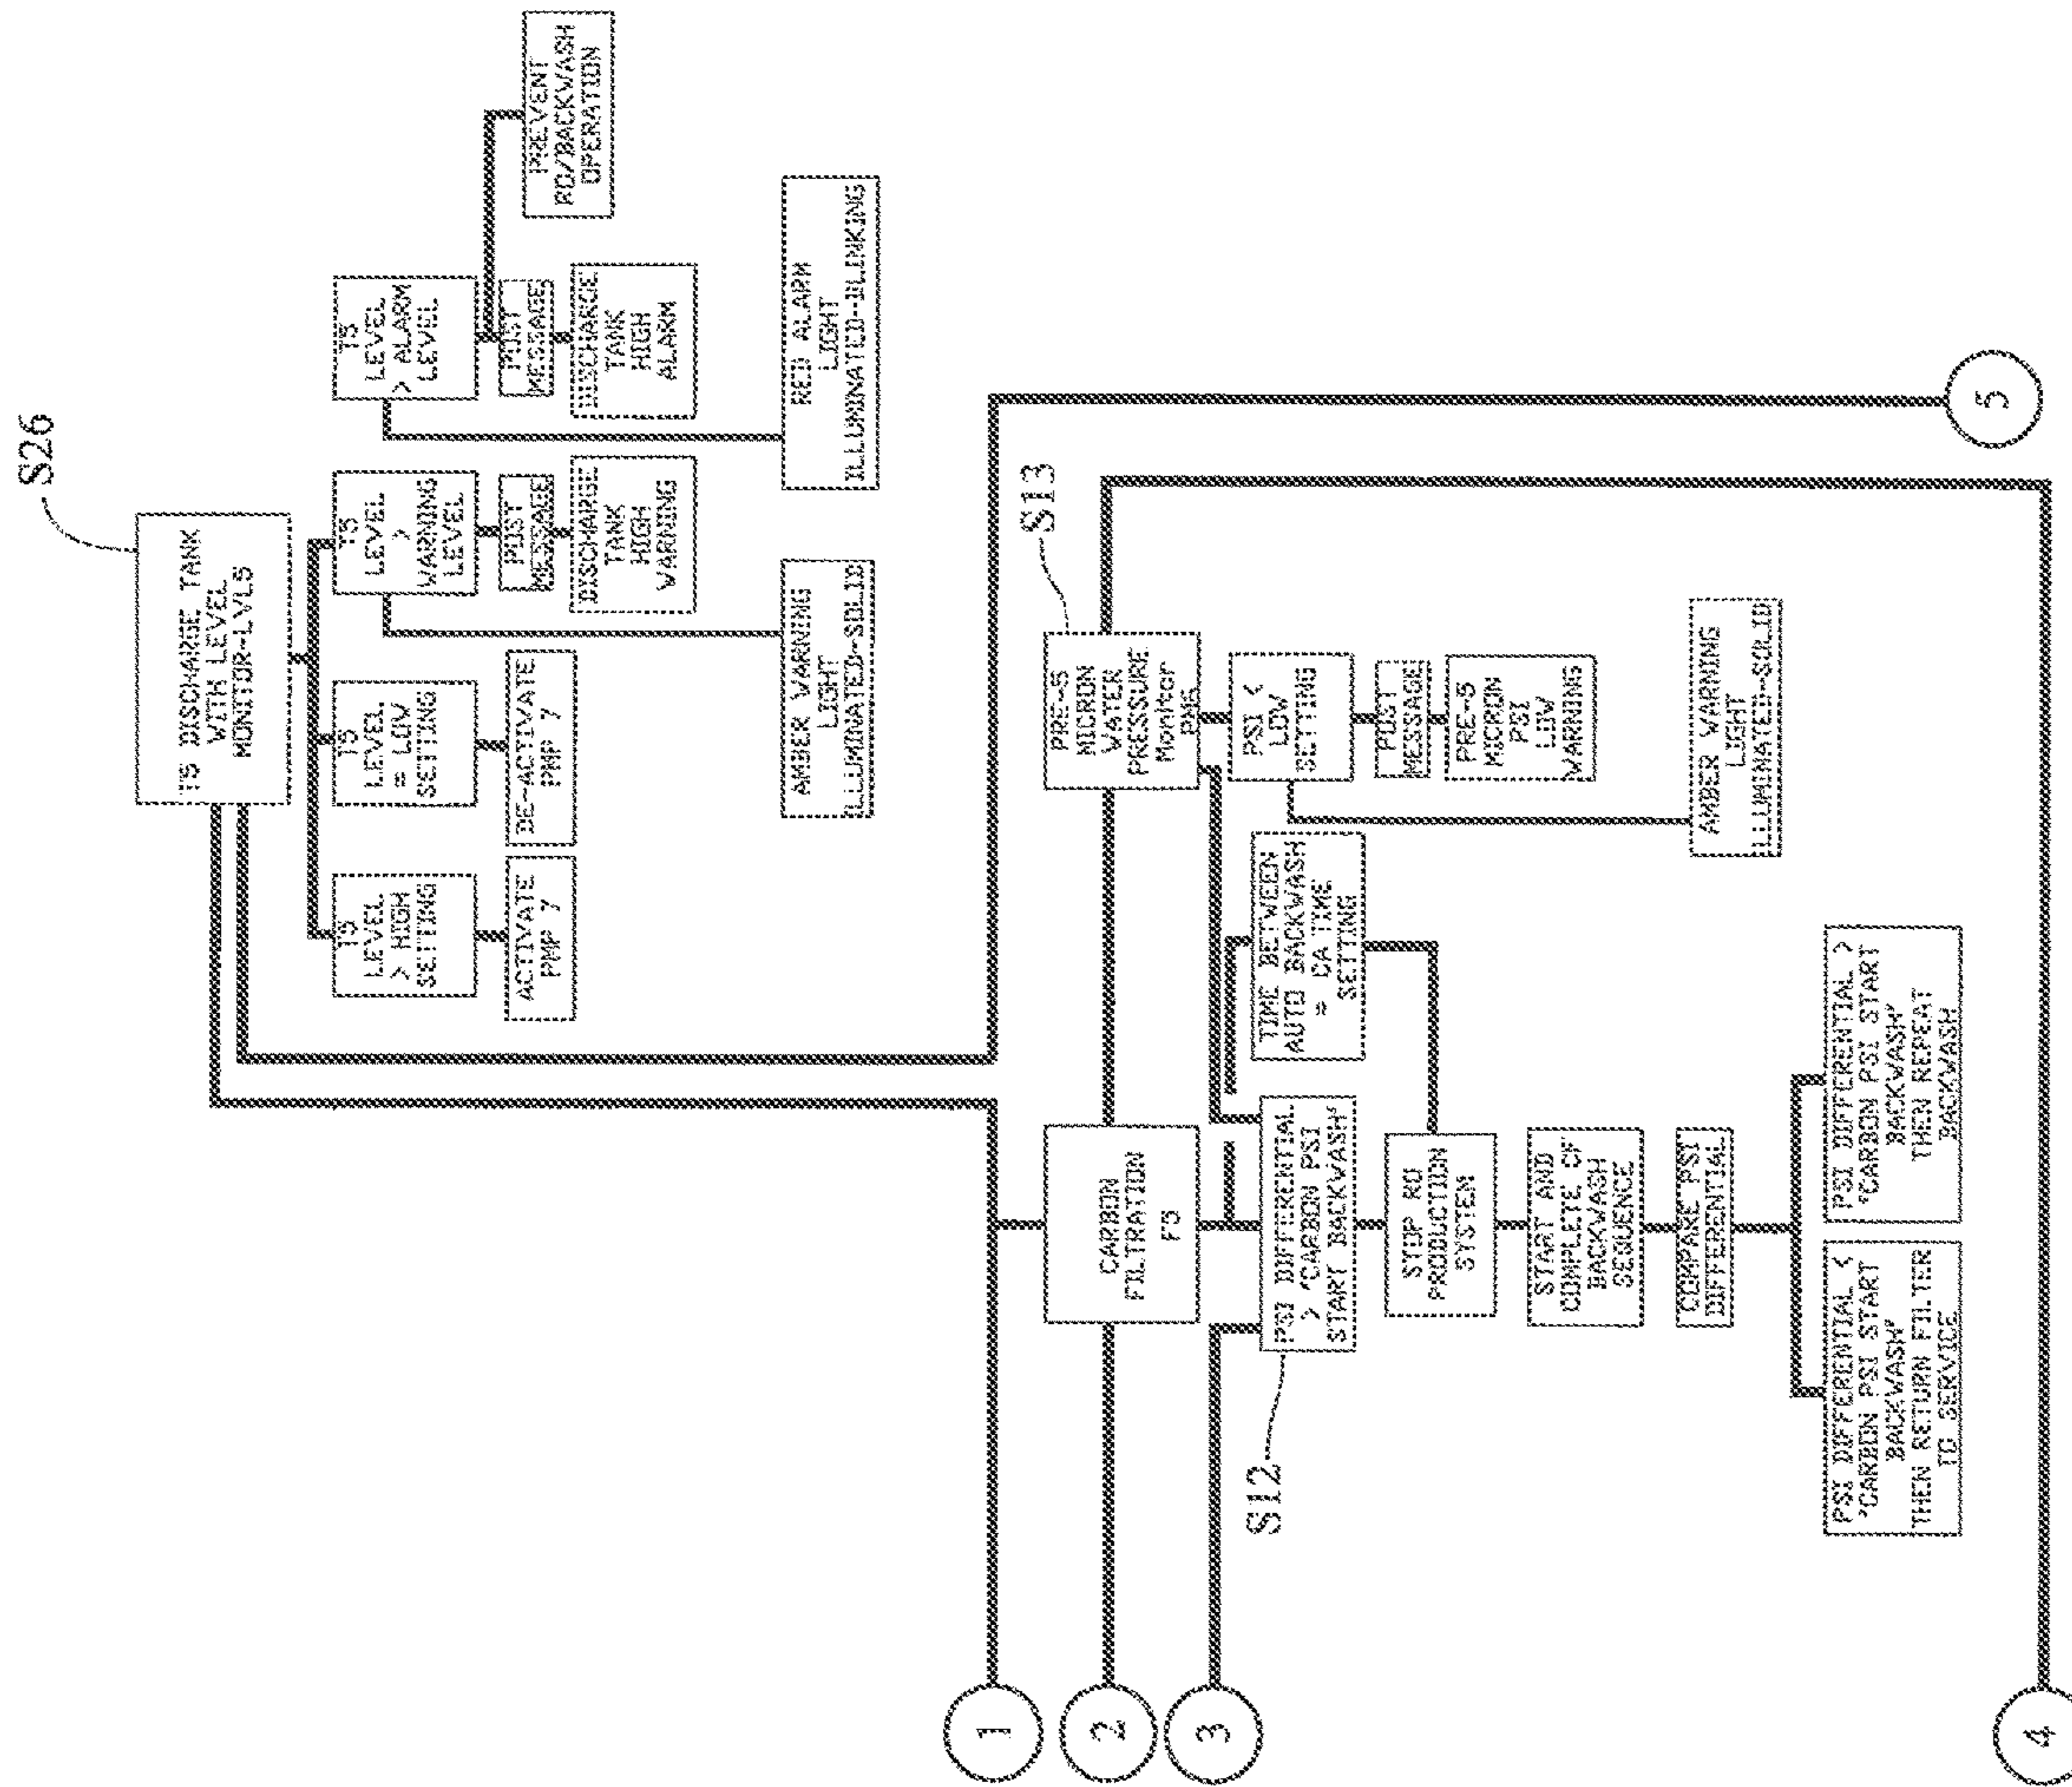 S26
T5 DISCHARGE TANK
WITH LEVEL
MONITOR-LVL5
T5
LEVEL
> HIGH
SETTING
ACTIVATE
PMP 7
T5
LEVEL
= LOW
SETTING
DE-ACTIVATE
PMP 7
T5
LEVEL
>
WARNING
LEVEL
POST
MESSAGE
DISCHARGE
TANK
HIGH
WARNING
AMBER WARNING
LIGHT
ILLUMINATED-SOLID
T5
LEVEL
> ALARM
LEVEL
POST
MESSAGE
DISCHARGE
TANK
HIGH
ALARM
RED ALARM
LIGHT
ILLUMINATED-BLINKING
PREVENT
RO/BACKWASH
OPERATION
1
2
3
4
5
CARBON
FILTRATION
F5
S12
PSI DIFFERENTIAL
> 'CARBON PSI
START BACKWASH'
STOP RO
PRODUCTION
SYSTEM
START AND
COMPLETE CF
BACKWASH
SEQUENCE
COMPARE PSI
DIFFERENTIAL
PSI DIFFERENTIAL <
'CARBON PSI START
BACKWASH'
THEN RETURN FILTER
TO SERVICE
PSI DIFFERENTIAL >
'CARBON PSI START
BACKWASH'
THEN REPEAT
BACKWASH
TIME BETWEEN
AUTO BACKWASH
= CA TIME
SETTING
S13
PRE-5
MICRON
WATER
PRESSURE
Monitor
PM6
PSI <
LOW
SETTING
POST
MESSAGE
PRE-5
MICRON
PSI
LOW
WARNING
AMBER WARNING
LIGHT
ILLUMINATED-SOLID